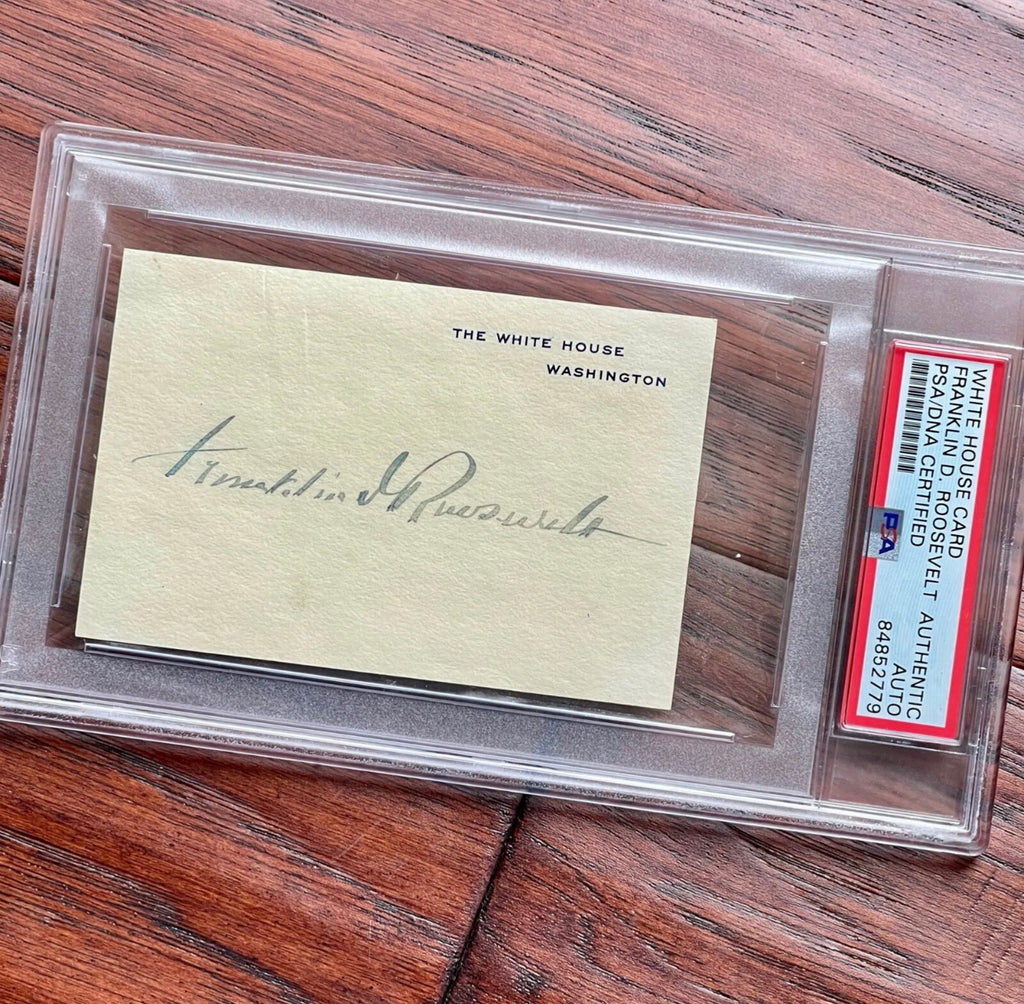 THE WHITE HOUSE
WASHINGTON
Franklin D Roosevelt
WHITE HOUSE CARD
FRANKLIN D. ROOSEVELT AUTHENTIC
PSA/DNA CERTIFIED AUTO
84852779
PSA